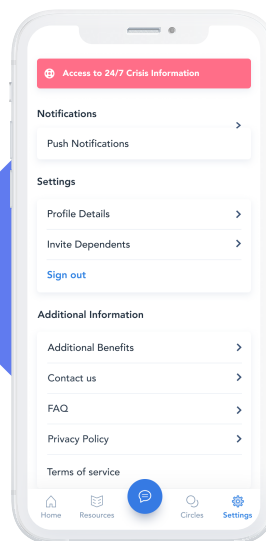 Access to 24/7 Crisis Information
Notifications
Push Notifications
Settings
Profile Details
Invite Dependents
Sign out
Additional Information
Additional Benefits
Contact us
FAQ
Privacy Policy
Terms of service
Home Resources Circles Settings